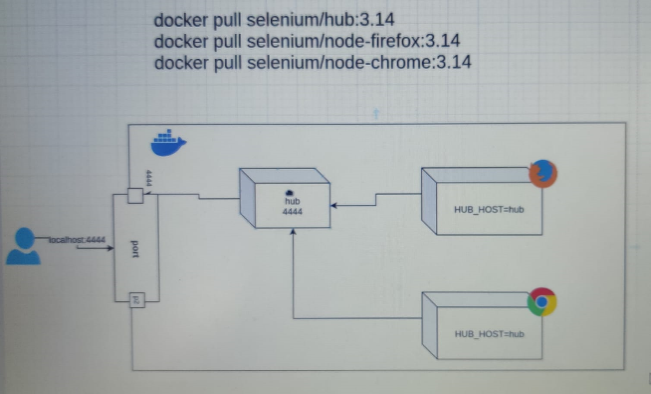 docker pull selenium/hub:3.14
docker pull selenium/node-firefox:3.14
docker pull selenium/node-chrome:3.14
4444
hub
4444
HUB_HOST=hub
localhost:4444
port
HUB_HOST=hub